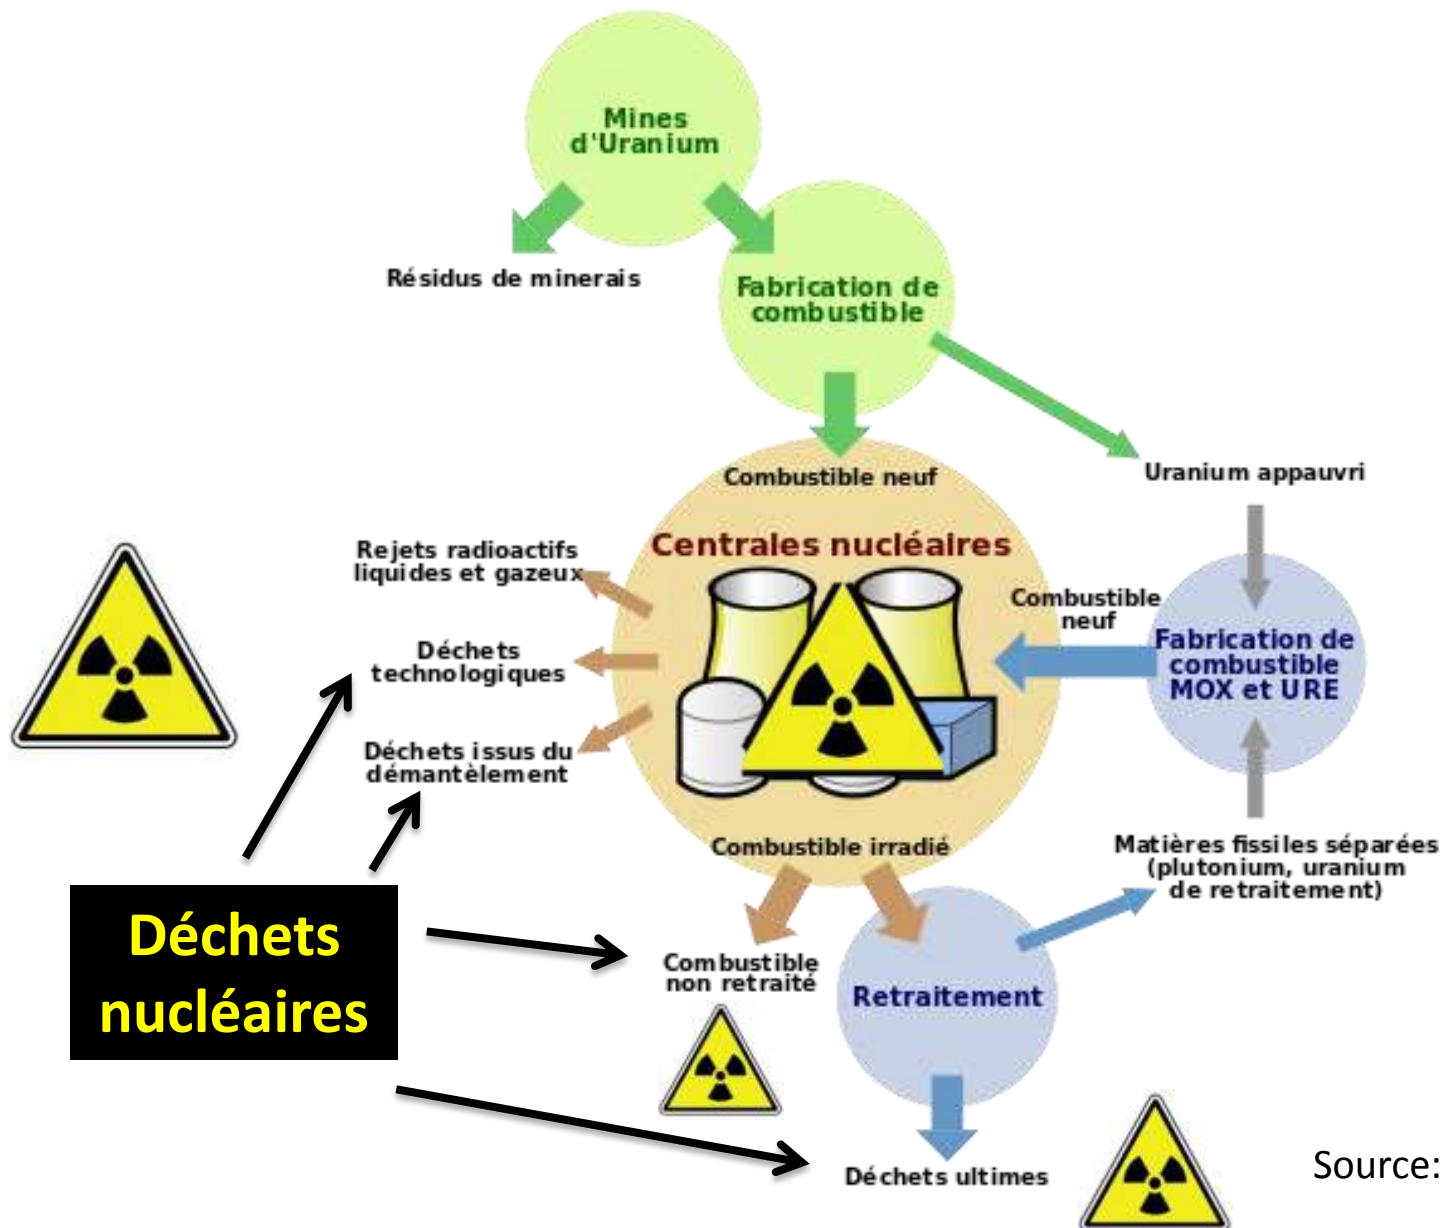 Mines
d'Uranium
Résidus de minerais
Fabrication de
combustible
Combustible neuf
Uranium appauvri
Centrales nucléaires
Rejets radioactifs
liquides et gazeux
Combustible
neuf
Fabrication de
combustible
MOX et URE
Déchets
technologiques
Déchets issus du
démantèlement
Combustible irradié
Matières fissiles séparées
(plutonium, uranium
de retraitement)
Déchets
nucléaires
Combustible
non retraité
Retraitement
Déchets ultimes
Source: